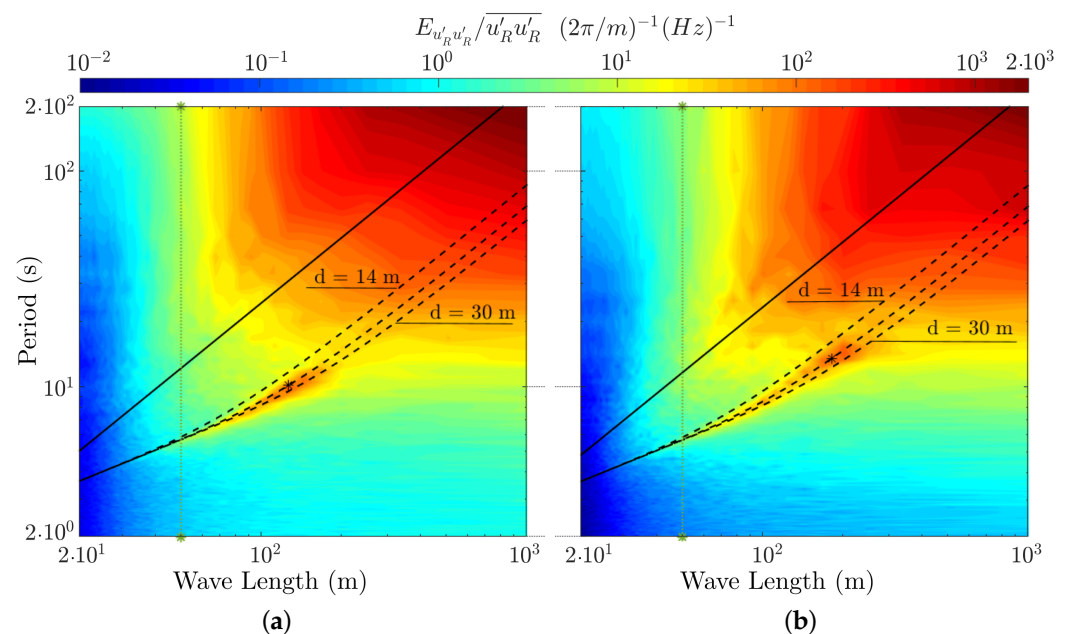 E_{u'_R u'_R}/\overline{u'_R u'_R} (2π/m)^{-1}(Hz)^{-1}
10^{-2} 10^{-1} 10^0 10^1 10^2 10^3 2·10^3
2·10^2
10^2
10^1
2·10^0
Period (s)
d = 14 m
d = 30 m
d = 14 m
d = 30 m
2·10^1 10^2 10^3 2·10^1 10^2 10^3
Wave Length (m) Wave Length (m)
(a) (b)